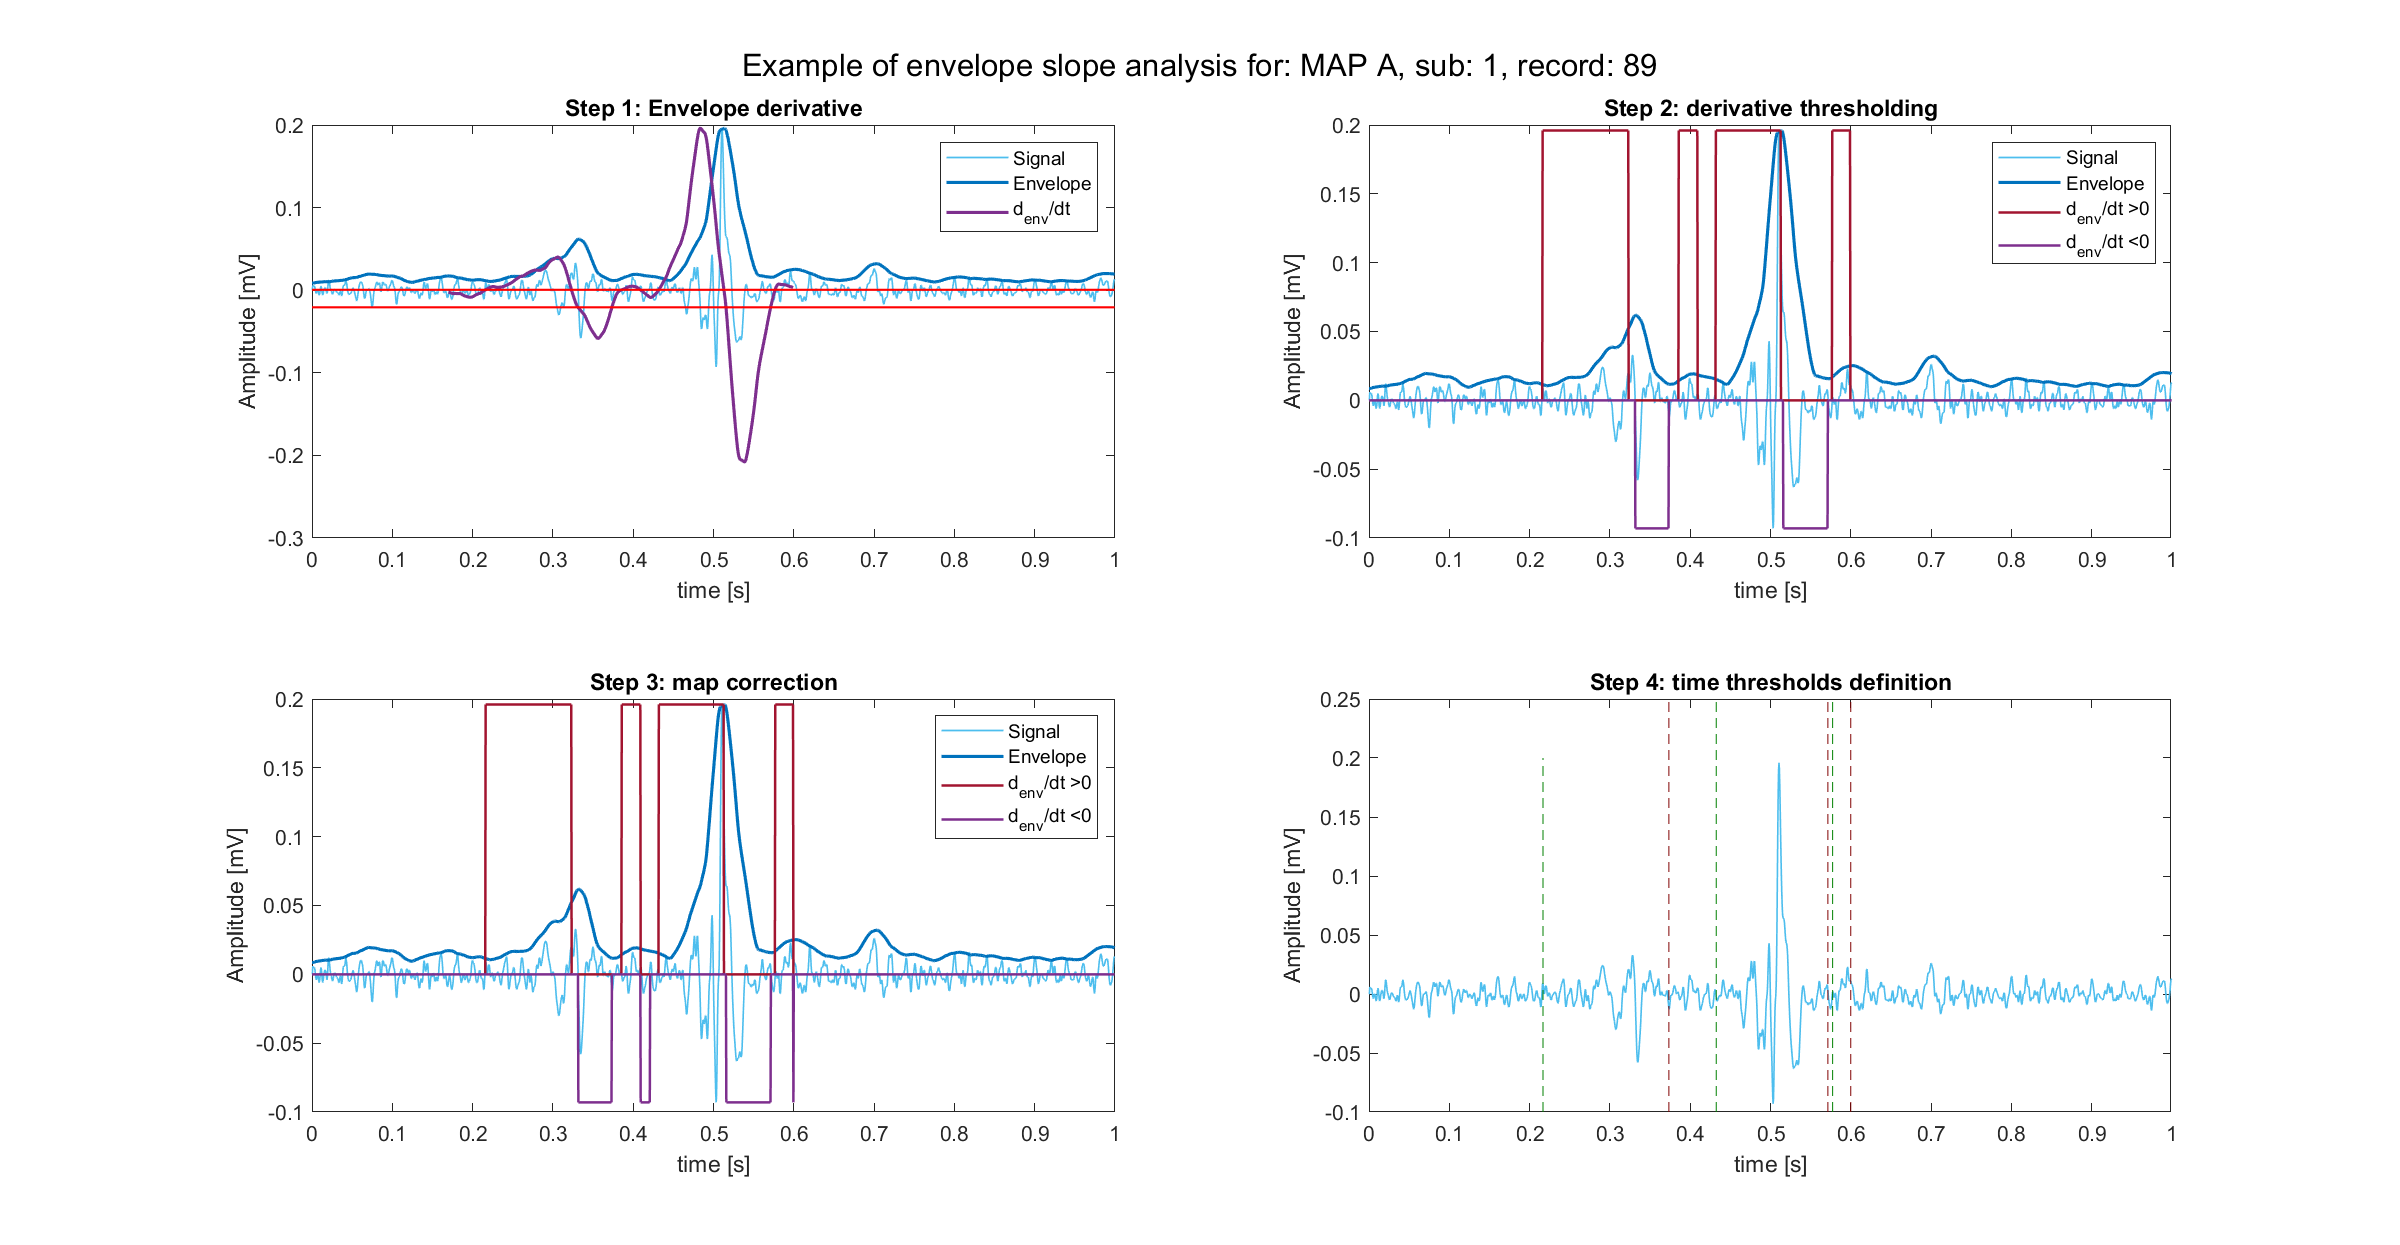 Example of envelope slope analysis for: MAP A, sub: 1, record: 89
Step 1: Envelope derivative
0.2
0.1
0
-0.1
-0.2
-0.3
Amplitude [mV]
0 0.1 0.2 0.3 0.4 0.5 0.6 0.7 0.8 0.9 1
time [s]
Signal
Envelope
d_env/dt
Step 2: derivative thresholding
0.2
0.15
0.1
0.05
0
-0.05
-0.1
Amplitude [mV]
0 0.1 0.2 0.3 0.4 0.5 0.6 0.7 0.8 0.9 1
time [s]
Signal
Envelope
d_env/dt >0
d_env/dt <0
Step 3: map correction
0.2
0.15
0.1
0.05
0
-0.05
-0.1
Amplitude [mV]
0 0.1 0.2 0.3 0.4 0.5 0.6 0.7 0.8 0.9 1
time [s]
Signal
Envelope
d_env/dt >0
d_env/dt <0
Step 4: time thresholds definition
0.25
0.2
0.15
0.1
0.05
0
-0.05
-0.1
Amplitude [mV]
0 0.1 0.2 0.3 0.4 0.5 0.6 0.7 0.8 0.9 1
time [s]